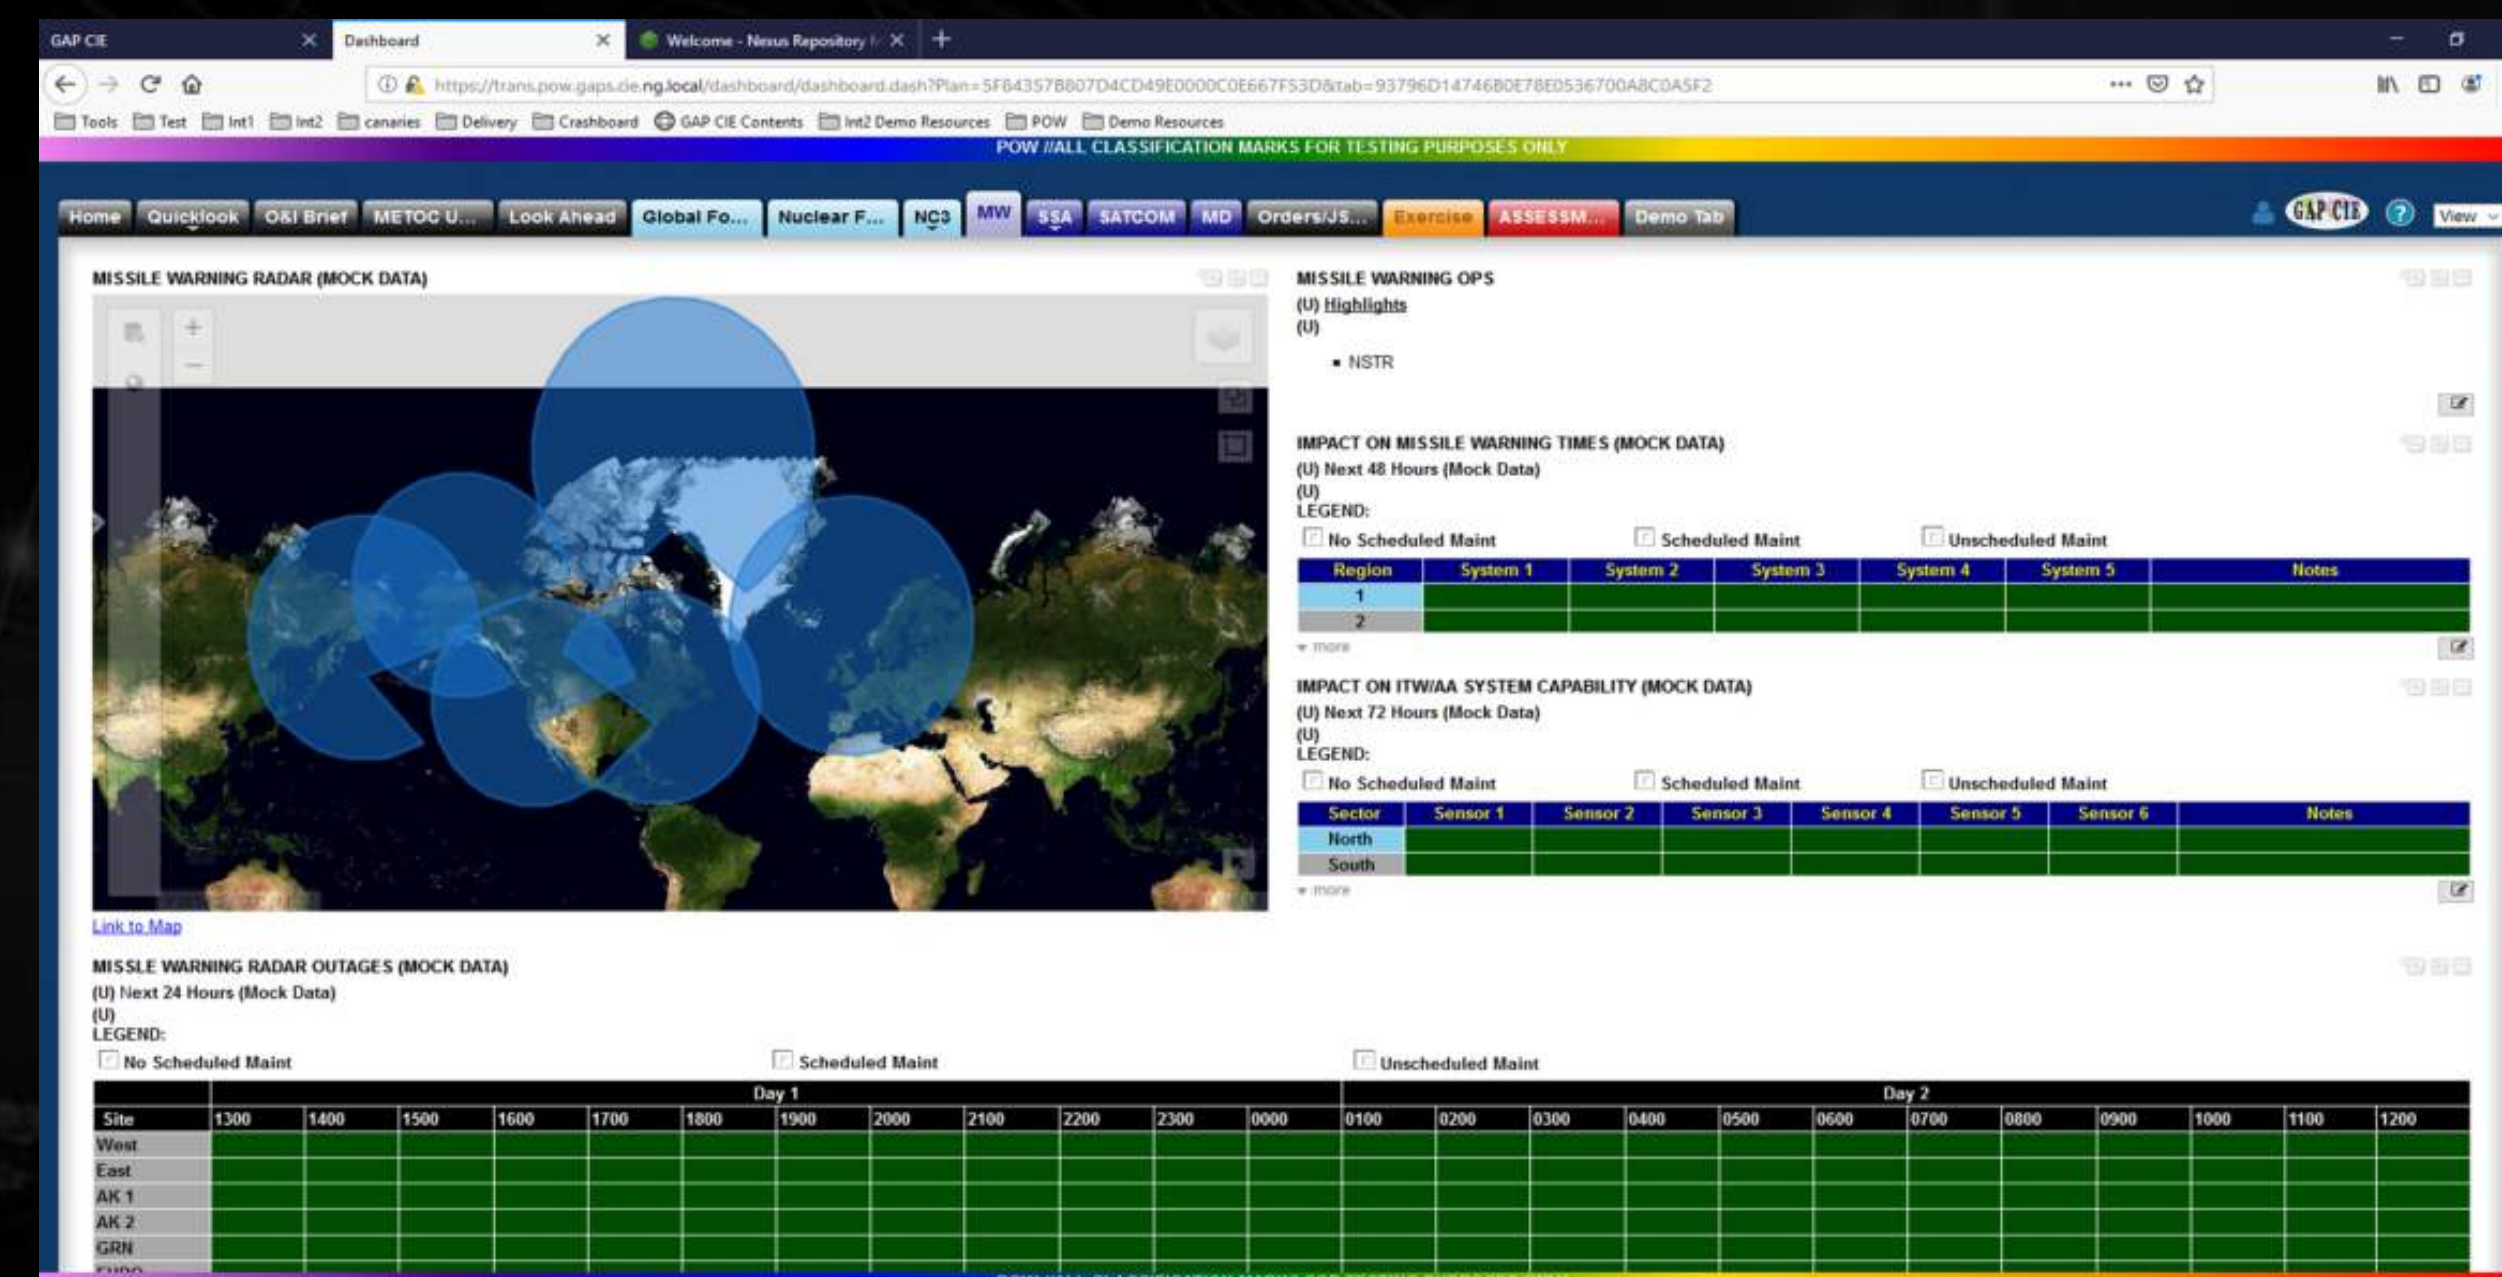 GAP CIE
Dashboard
Welcome - Nexus Repository
https://trans.pow.gaps.cie.ng.local/dashboard/dashboard.dash?Plan=5F84357B807D4CD49E0000C0E667F53D&tab=93796D14746B0E78E0536700A8C0A5F2
Tools Test Int1 Int2 canaries Delivery Crashboard GAP CIE Contents Int2 Demo Resources POW Demo Resources
POW //ALL CLASSIFICATION MARKS FOR TESTING PURPOSES ONLY
Home Quicklook O&I Brief METOC U... Look Ahead Global Fo... Nuclear F... NC3 MW SSA SATCOM MD Orders/JS... Exercise ASSESSM... Demo Tab GAP CIE ? View
MISSILE WARNING RADAR (MOCK DATA)
Link to Map
MISSILE WARNING OPS
(U) Highlights
(U)
▪ NSTR
IMPACT ON MISSILE WARNING TIMES (MOCK DATA)
(U) Next 48 Hours (Mock Data)
(U)
LEGEND:
No Scheduled Maint Scheduled Maint Unscheduled Maint
Region System 1 System 2 System 3 System 4 System 5 Notes
1
2
more
IMPACT ON ITW/AA SYSTEM CAPABILITY (MOCK DATA)
(U) Next 72 Hours (Mock Data)
(U)
LEGEND:
No Scheduled Maint Scheduled Maint Unscheduled Maint
Sector Sensor 1 Sensor 2 Sensor 3 Sensor 4 Sensor 5 Sensor 6 Notes
North
South
more
MISSLE WARNING RADAR OUTAGES (MOCK DATA)
(U) Next 24 Hours (Mock Data)
(U)
LEGEND:
No Scheduled Maint Scheduled Maint Unscheduled Maint
Day 1 Day 2
Site 1300 1400 1500 1600 1700 1800 1900 2000 2100 2200 2300 0000 0100 0200 0300 0400 0500 0600 0700 0800 0900 1000 1100 1200
West
East
AK 1
AK 2
GRN